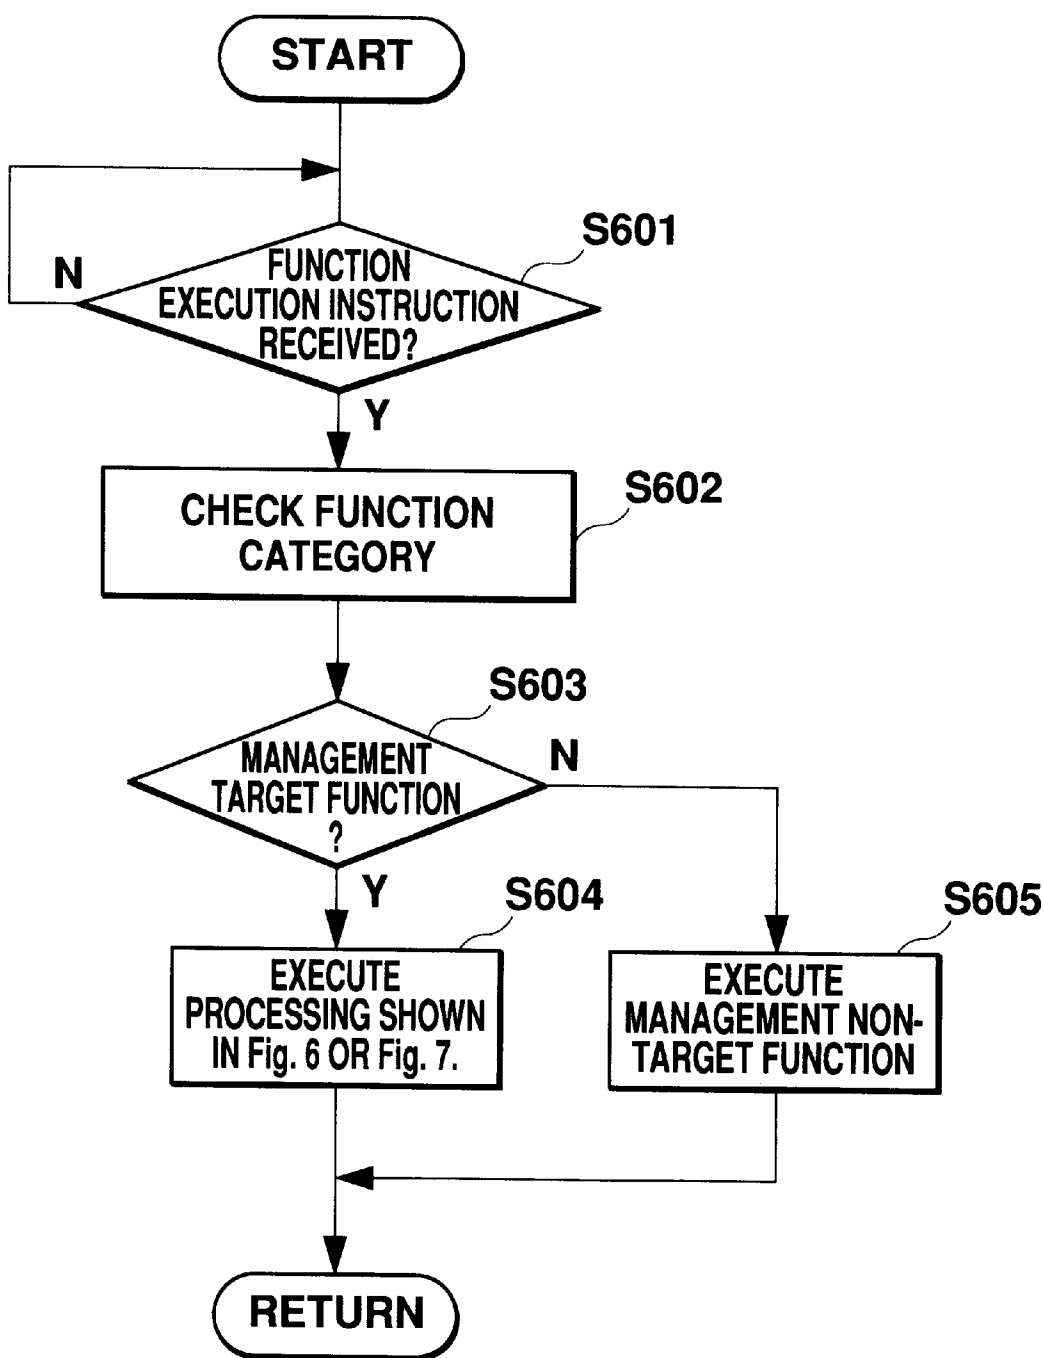 START
S601
N
FUNCTION
EXECUTION INSTRUCTION
RECEIVED?
Y
S602
CHECK FUNCTION
CATEGORY
S603
MANAGEMENT
TARGET FUNCTION
?
N
Y
S604
EXECUTE
PROCESSING SHOWN
IN Fig. 6 OR Fig. 7.
S605
EXECUTE
MANAGEMENT NON-
TARGET FUNCTION
RETURN